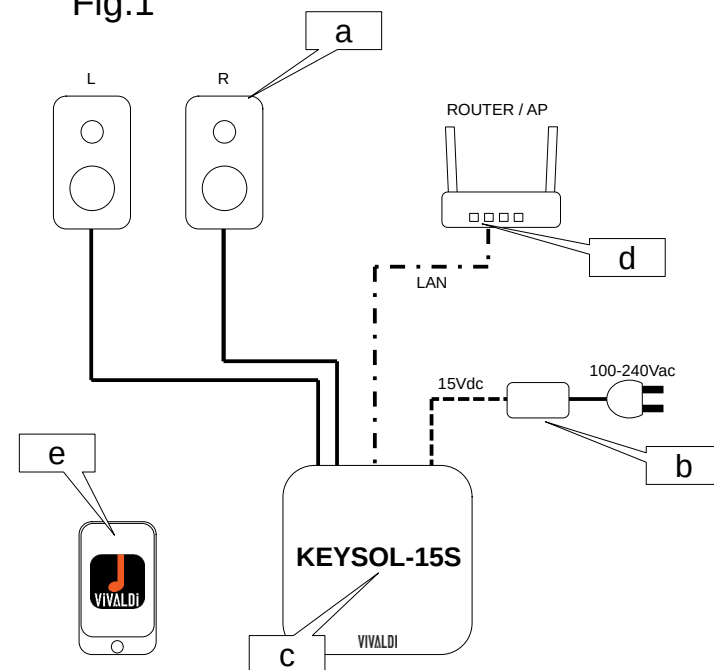 Fig.1
a
L
R
ROUTER / AP
d
LAN
15Vdc
100-240Vac
b
e
KEYSOL-15S
ViVALDi
VIVALDI
c